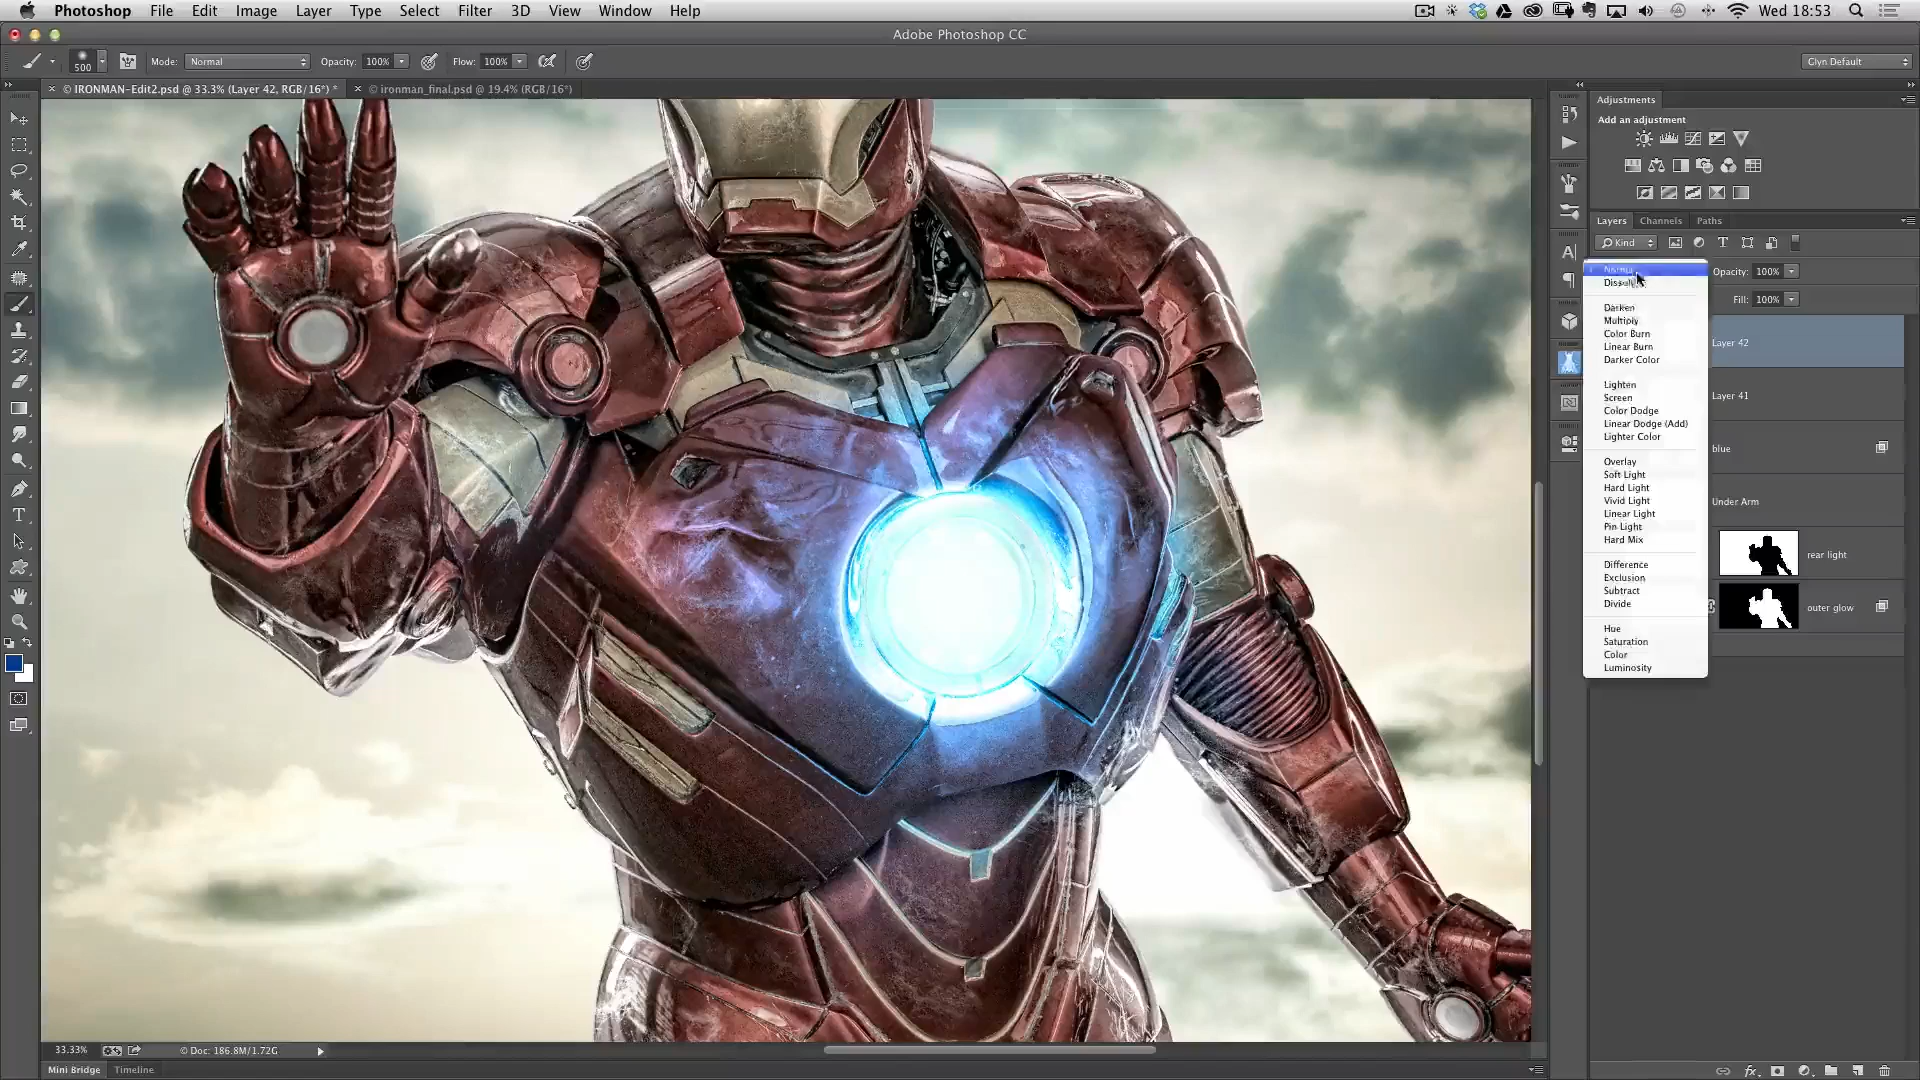 Photoshop File Edit Image Layer Type Select Filter 3D View Window Help Wed 18:53
Adobe Photoshop CC
500 Mode: Normal Opacity: 100% Flow: 100% Glyn Default
© IRONMAN-Edit2.psd @ 33.3% (Layer 42, RGB/16*) * © ironman_final.psd @ 19.4% (RGB/16*)
Adjustments
Add an adjustment
Layers Channels Paths
Kind
Normal Opacity: 100%
Dissolve
Fill: 100%
Darken
Multiply
Color Burn
Linear Burn
Darker Color
Lighten
Screen
Color Dodge
Linear Dodge (Add)
Lighter Color
Overlay
Soft Light
Hard Light
Vivid Light
Linear Light
Pin Light
Hard Mix
Difference
Exclusion
Subtract
Divide
Hue
Saturation
Color
Luminosity
Layer 42
Layer 41
blue
Under Arm
rear light
outer glow
33.33% © Doc: 186.8M/1.72G
Mini Bridge Timeline